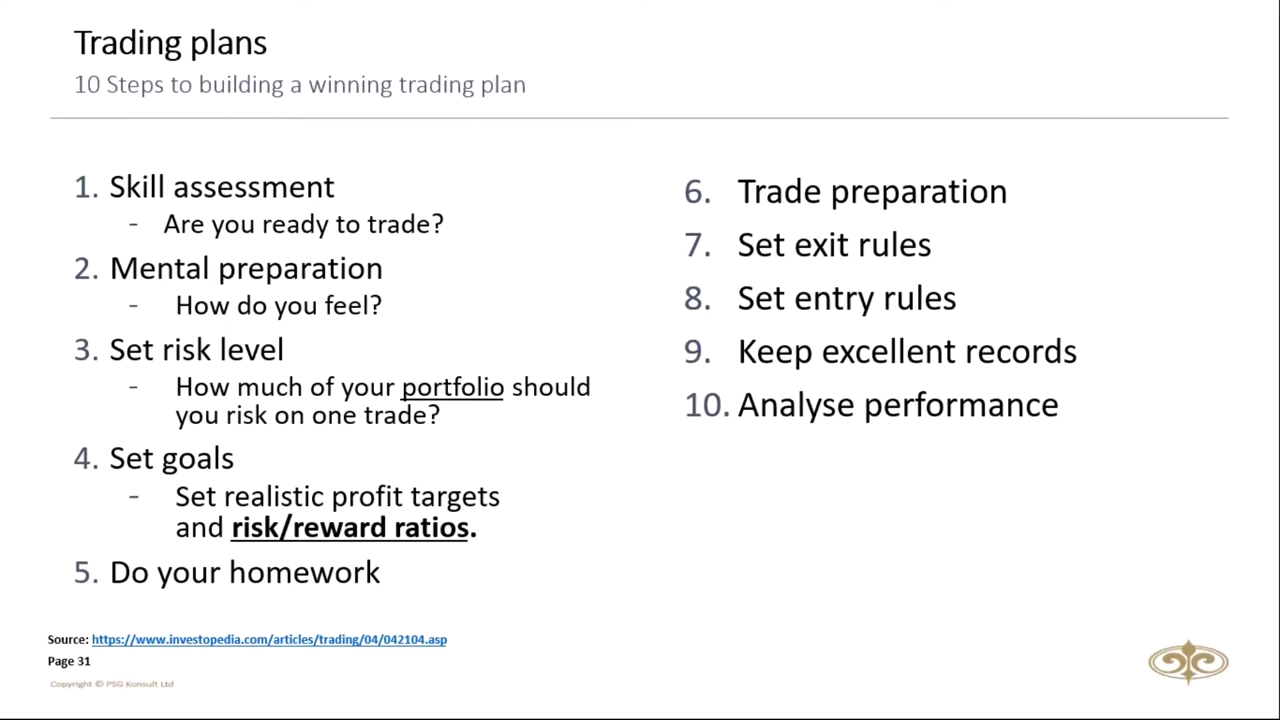 Trading plans
10 Steps to building a winning trading plan
1. Skill assessment
- Are you ready to trade?
2. Mental preparation
- How do you feel?
3. Set risk level
- How much of your portfolio should
you risk on one trade?
4. Set goals
- Set realistic profit targets
and risk/reward ratios.
5. Do your homework
6. Trade preparation
7. Set exit rules
8. Set entry rules
9. Keep excellent records
10. Analyse performance
Source: https://www.investopedia.com/articles/trading/04/042104.asp
Page 31
Copyright © PSG Konsult Ltd